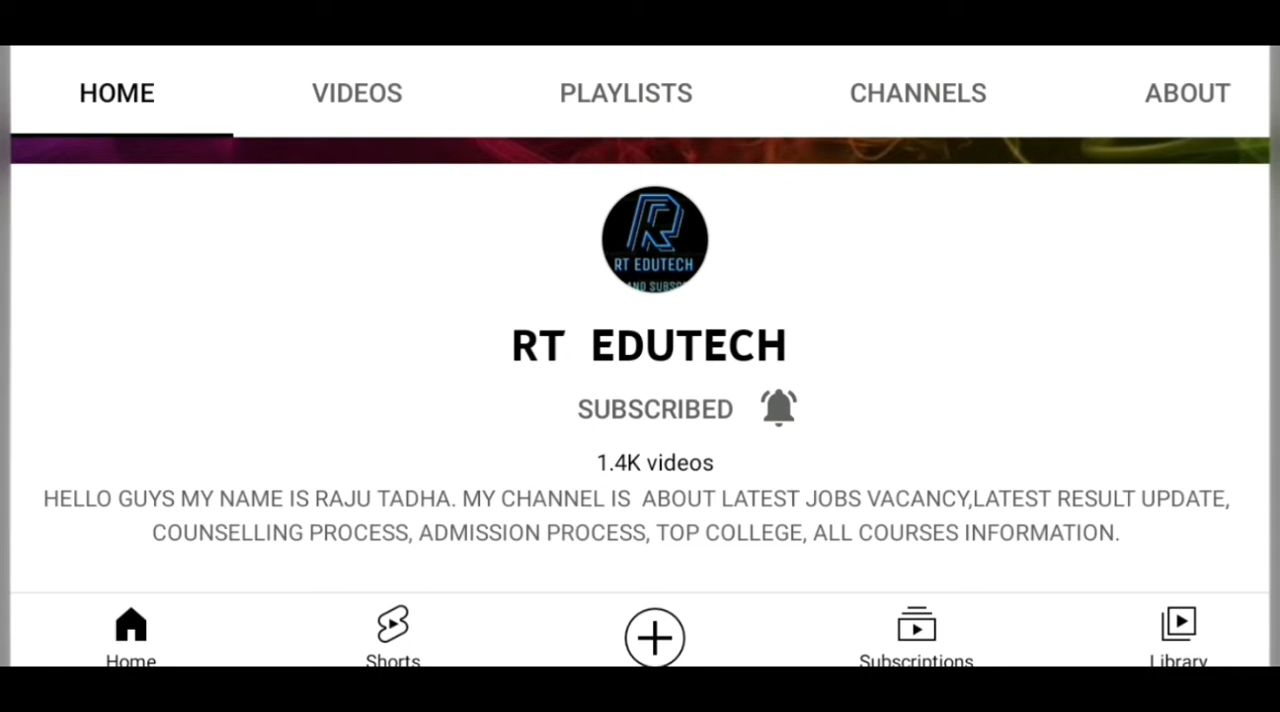 HOME VIDEOS PLAYLISTS CHANNELS ABOUT
RT EDUTECH
AND SUBSC
RT EDUTECH
SUBSCRIBED
1.4K videos
HELLO GUYS MY NAME IS RAJU TADHA. MY CHANNEL IS ABOUT LATEST JOBS VACANCY,LATEST RESULT UPDATE,
COUNSELLING PROCESS, ADMISSION PROCESS, TOP COLLEGE, ALL COURSES INFORMATION.
Home Shorts Subscriptions Library